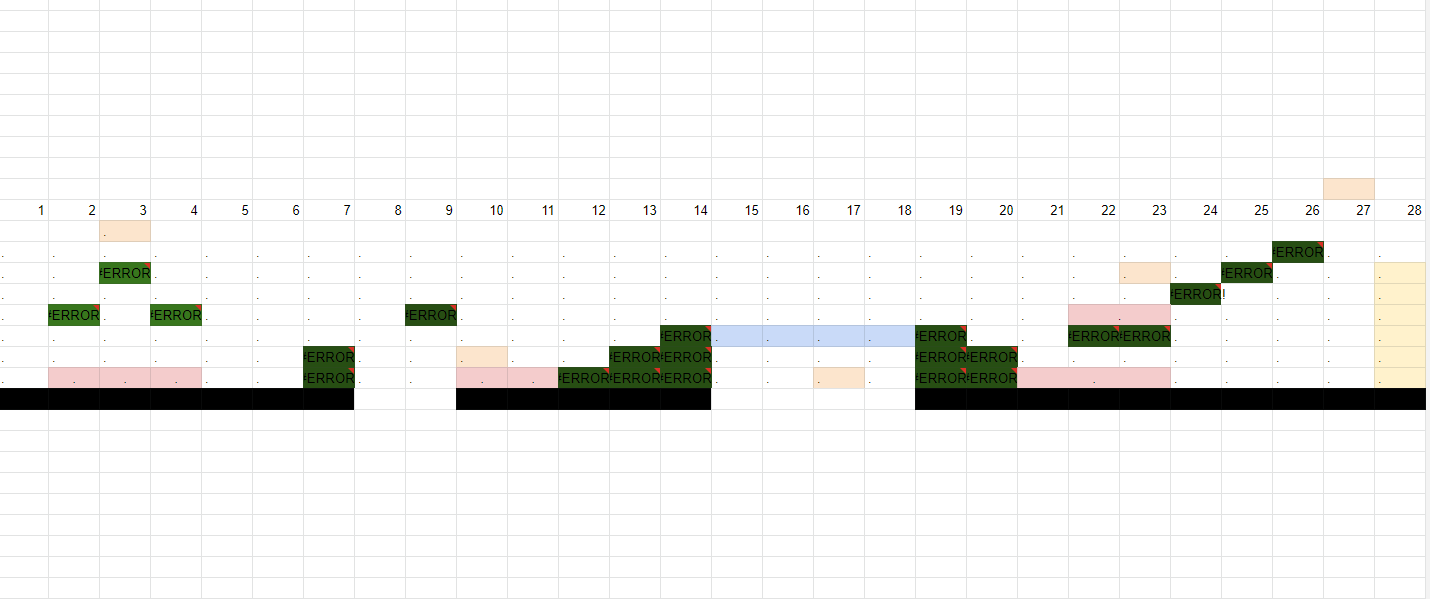 1 2 3 4 5 6 7 8 9 10 11 12 13 14 15 16 17 18 19 20 21 22 23 24 25 26 27 28
.
. . . . . . . . . . . . . . . . . . . . . . . . . #ERROR . .
. . #ERROR . . . . . . . . . . . . . . . . . . . . . #ERROR . . .
. . . . . . . . . . . . . . . . . . . . . . . #ERROR! . . .
. #ERROR . #ERROR . . . . #ERROR . . . . . . . . . . . . . . . . . .
. . . . . . . . . . . . . #ERROR . . . . #ERROR . . #ERROR #ERROR . . . . .
. . . . . . #ERROR . . . . . #ERROR #ERROR . . . . #ERROR #ERROR . . . . . . . .
. . . . . . #ERROR . . . . #ERROR #ERROR #ERROR . . . . #ERROR #ERROR . . . . . .